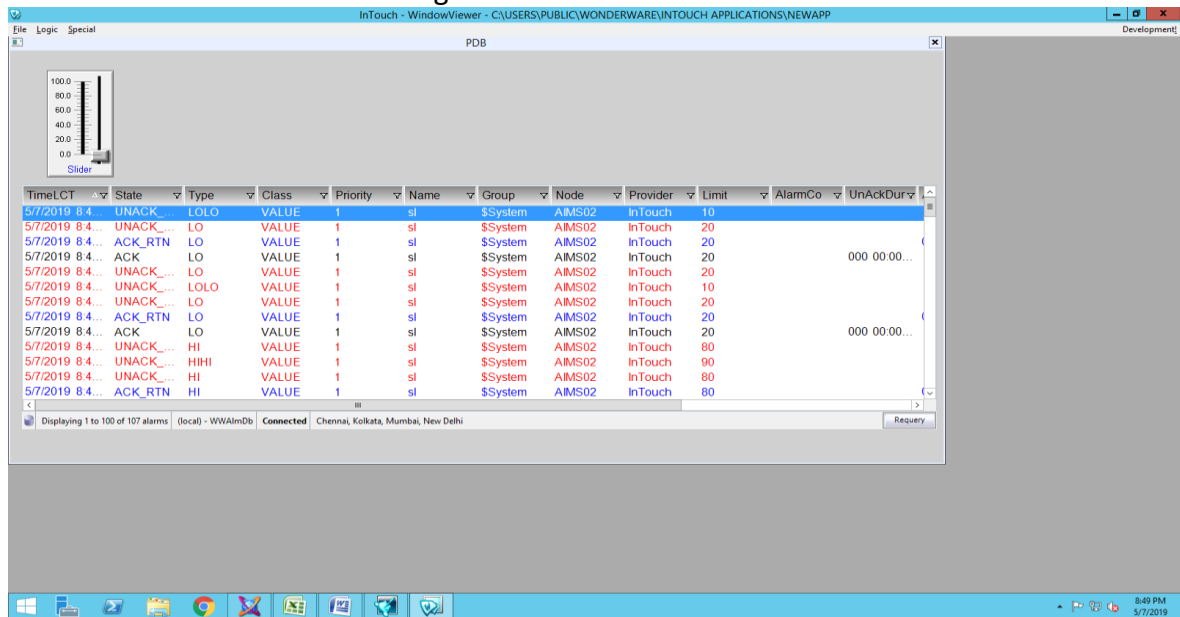 InTouch - WindowViewer - C:\USERS\PUBLIC\WONDERWARE\INTOUCH APPLICATIONS\NEWAPP
File Logic Special Development!
PDB
100.0
80.0
60.0
40.0
20.0
0.0
Slider
TimeLCT State Type Class Priority Name Group Node Provider Limit AlarmCo UnAckDur
5/7/2019 8:4... UNACK_... LOLO VALUE 1 sl $System AIMS02 InTouch 10
5/7/2019 8:4... UNACK_... LO VALUE 1 sl $System AIMS02 InTouch 20
5/7/2019 8:4... ACK_RTN LO VALUE 1 sl $System AIMS02 InTouch 20
5/7/2019 8:4... ACK LO VALUE 1 sl $System AIMS02 InTouch 20 000 00:00...
5/7/2019 8:4... UNACK_... LO VALUE 1 sl $System AIMS02 InTouch 20
5/7/2019 8:4... UNACK_... LOLO VALUE 1 sl $System AIMS02 InTouch 10
5/7/2019 8:4... UNACK_... LO VALUE 1 sl $System AIMS02 InTouch 20
5/7/2019 8:4... ACK_RTN LO VALUE 1 sl $System AIMS02 InTouch 20
5/7/2019 8:4... ACK LO VALUE 1 sl $System AIMS02 InTouch 20 000 00:00...
5/7/2019 8:4... UNACK_... HI VALUE 1 sl $System AIMS02 InTouch 80
5/7/2019 8:4... UNACK_... HIHI VALUE 1 sl $System AIMS02 InTouch 90
5/7/2019 8:4... UNACK_... HI VALUE 1 sl $System AIMS02 InTouch 80
5/7/2019 8:4... ACK_RTN HI VALUE 1 sl $System AIMS02 InTouch 80
Displaying 1 to 100 of 107 alarms (local) - WWAlmDb Connected Chennai, Kolkata, Mumbai, New Delhi Requery
8:49 PM
5/7/2019